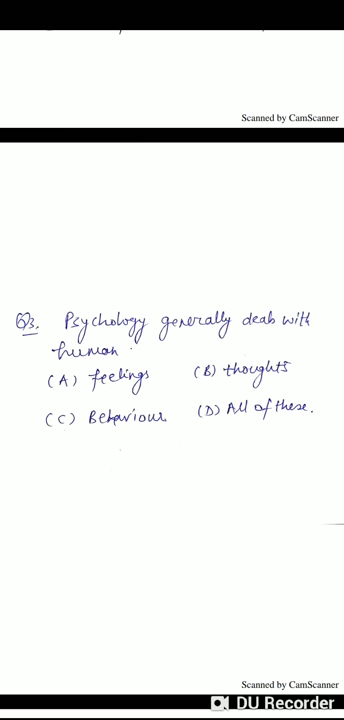 Scanned by CamScanner
Q3. Psychology generally deals with
human.
(A) feelings (B) thoughts
(C) Behaviour (D) All of these.
Scanned by CamScanner
DU Recorder